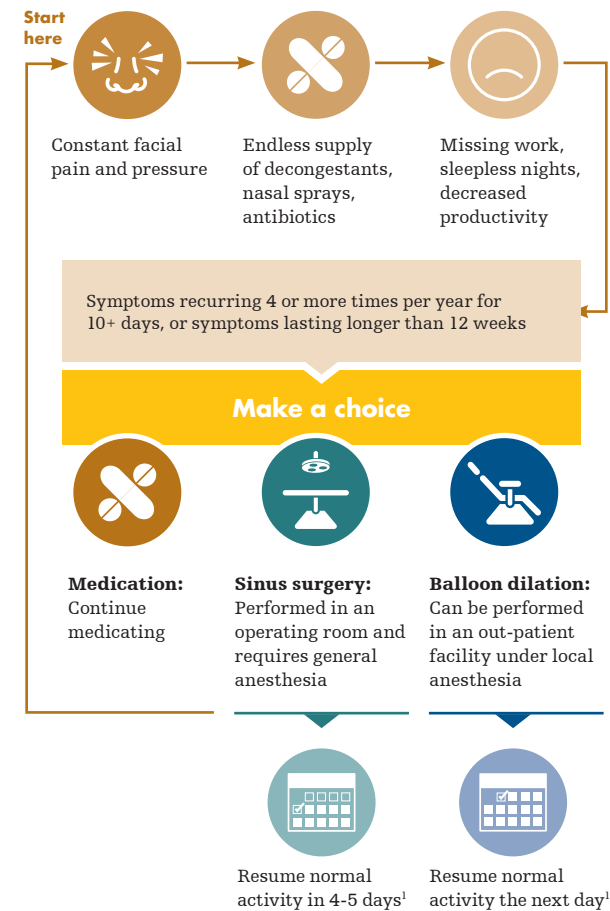 Start
here
Constant facial
pain and pressure
Endless supply
of decongestants,
nasal sprays,
antibiotics
Missing work,
sleepless nights,
decreased
productivity
Symptoms recurring 4 or more times per year for
10+ days, or symptoms lasting longer than 12 weeks
Make a choice
Medication:
Continue
medicating
Sinus surgery:
Performed in an
operating room and
requires general
anesthesia
Balloon dilation:
Can be performed
in an out-patient
facility under local
anesthesia
Resume normal
activity in 4-5 days¹
Resume normal
activity the next day¹